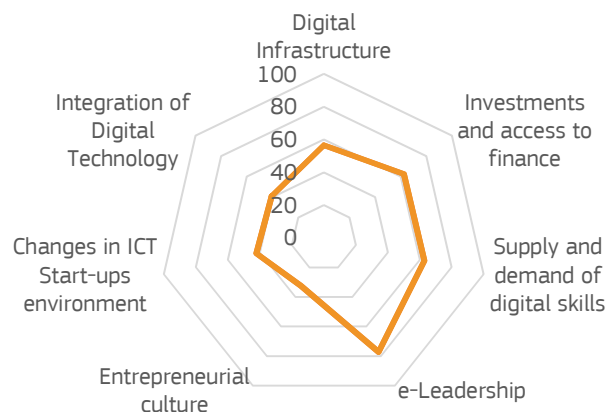 Digital
Infrastructure
100
80
60
40
20
0
Investments
and access to
finance
Supply and
demand of
digital skills
e-Leadership
Entrepreneurial
culture
Changes in ICT
Start-ups
environment
Integration of
Digital
Technology